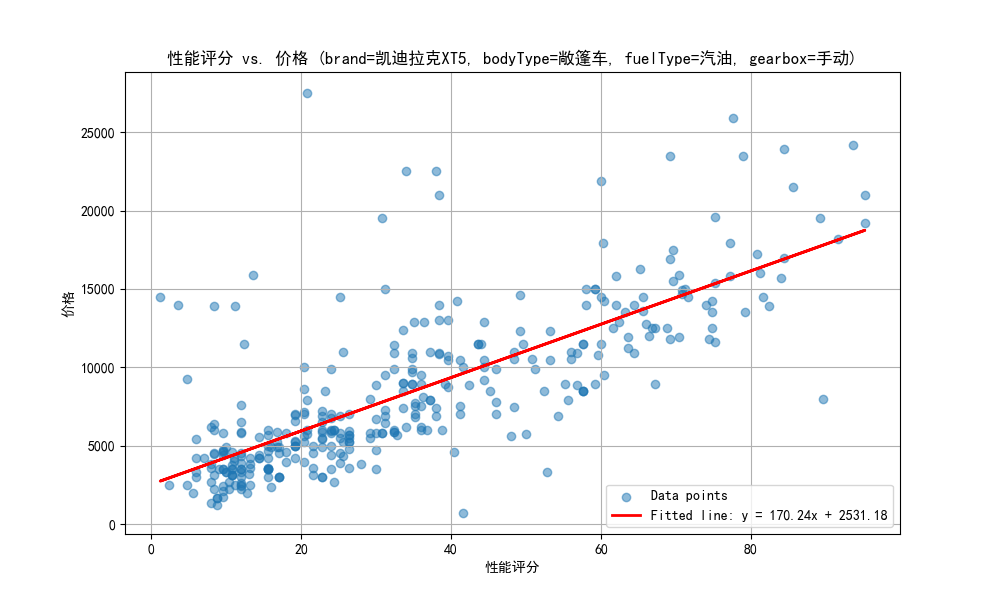 性能评分 vs. 价格 (brand=凯迪拉克XT5, bodyType=敞篷车, fuelType=汽油, gearbox=手动)
价格
25000
20000
15000
10000
5000
0
Data points
Fitted line: y = 170.24x + 2531.18
0 20 40 60 80
性能评分